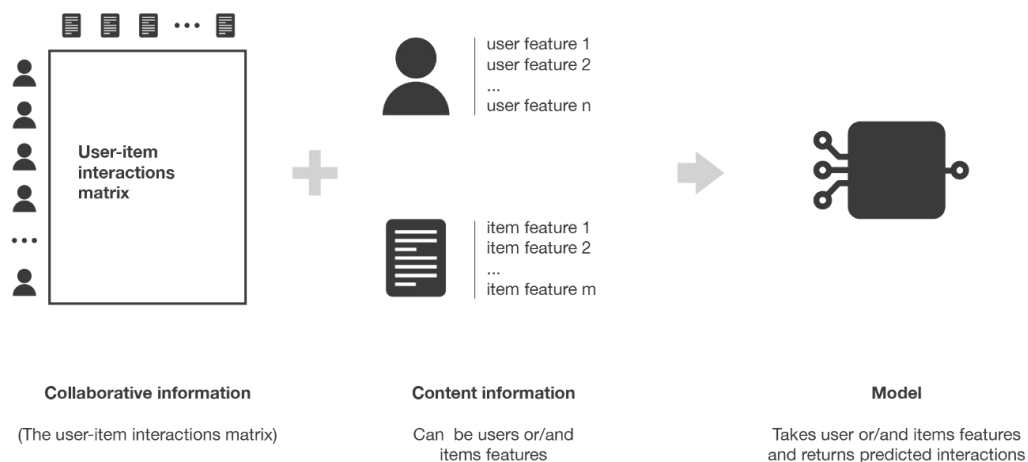 User-item
interactions
matrix
user feature 1
user feature 2
...
user feature n
item feature 1
item feature 2
...
item feature m
Collaborative information
(The user-item interactions matrix)
Content information
Can be users or/and
items features
Model
Takes user or/and items features
and returns predicted interactions